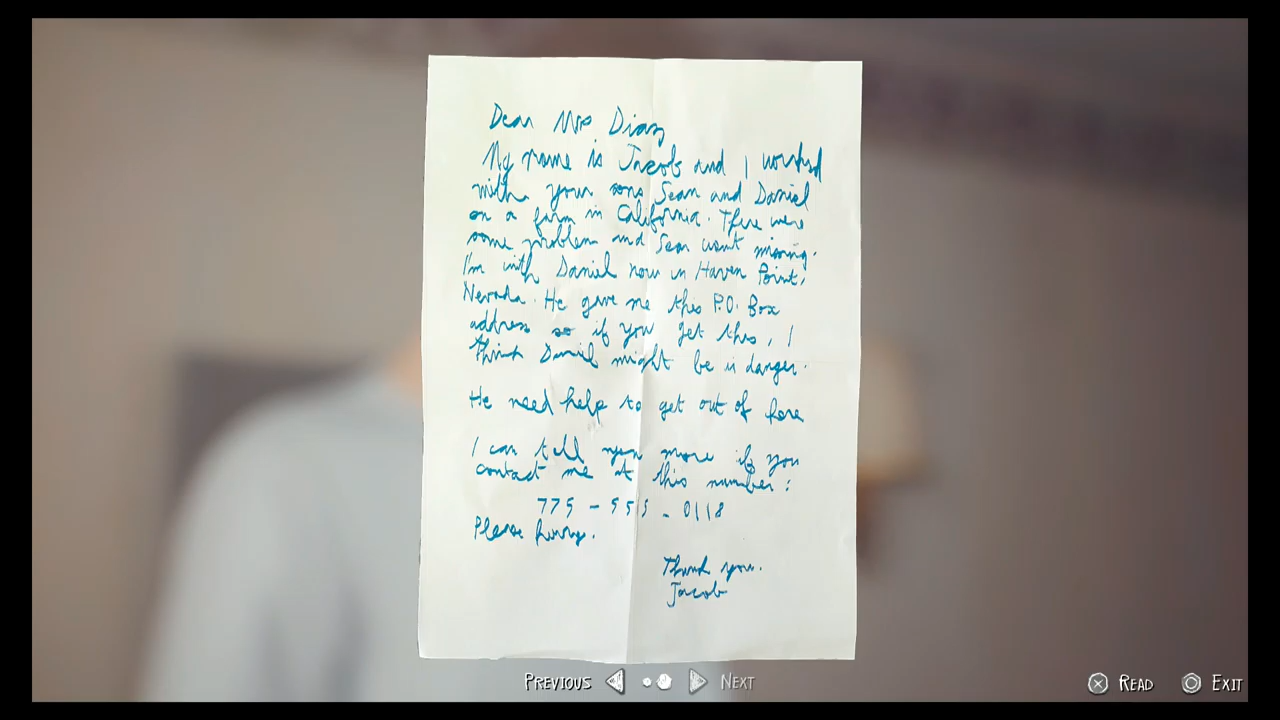 Dear Mrs Diaz
My name is Jacob and I worked
with your sons Sean and Daniel
on a farm in California. There were
some problem and Sean went missing.
I'm with Daniel now in Haven Point,
Nevada. He gave me this P.O. Box
address so if you get this, I
think Daniel might be in danger.
He need help to get out of here
I can tell you more if you
contact me at this number:
775-555-0118
Please hurry.
Thank you.
Jacob
PREVIOUS NEXT
READ EXIT